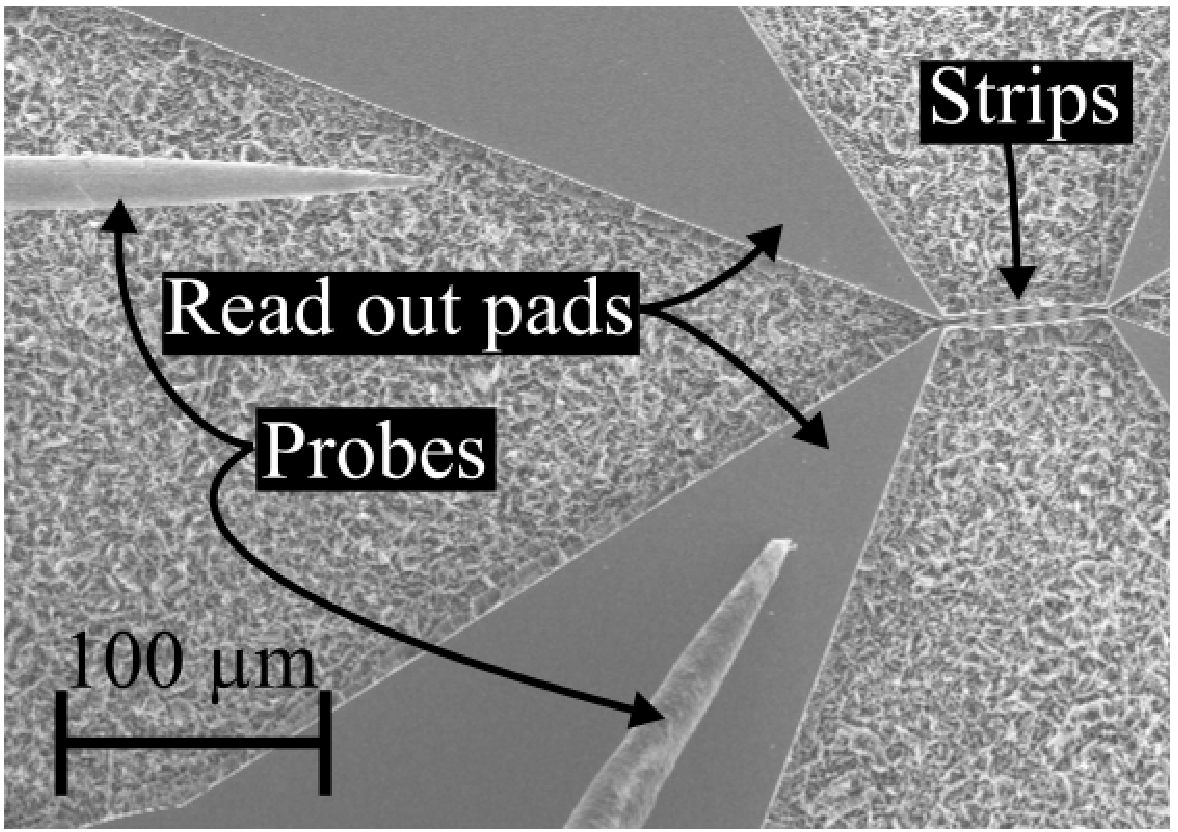 Strips
Read out pads
Probes
100 μm